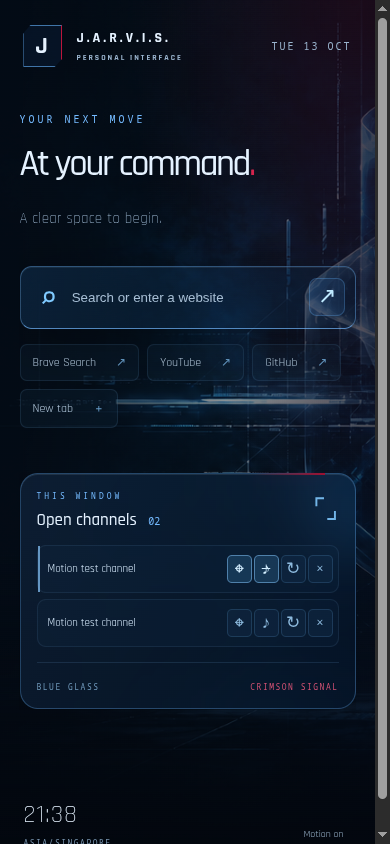 J J.A.R.V.I.S. TUE 13 OCT
PERSONAL INTERFACE
YOUR NEXT MOVE
At your command.
A clear space to begin.
Search or enter a website ↗
Brave Search ↗ YouTube ↗ GitHub ↗
New tab +
THIS WINDOW
Open channels 02
Motion test channel ⌖ ♪ ↻ ×
Motion test channel ⌖ ♪ ↻ ×
BLUE GLASS CRIMSON SIGNAL
21:38
Motion on
ASIA/SINGAPORE